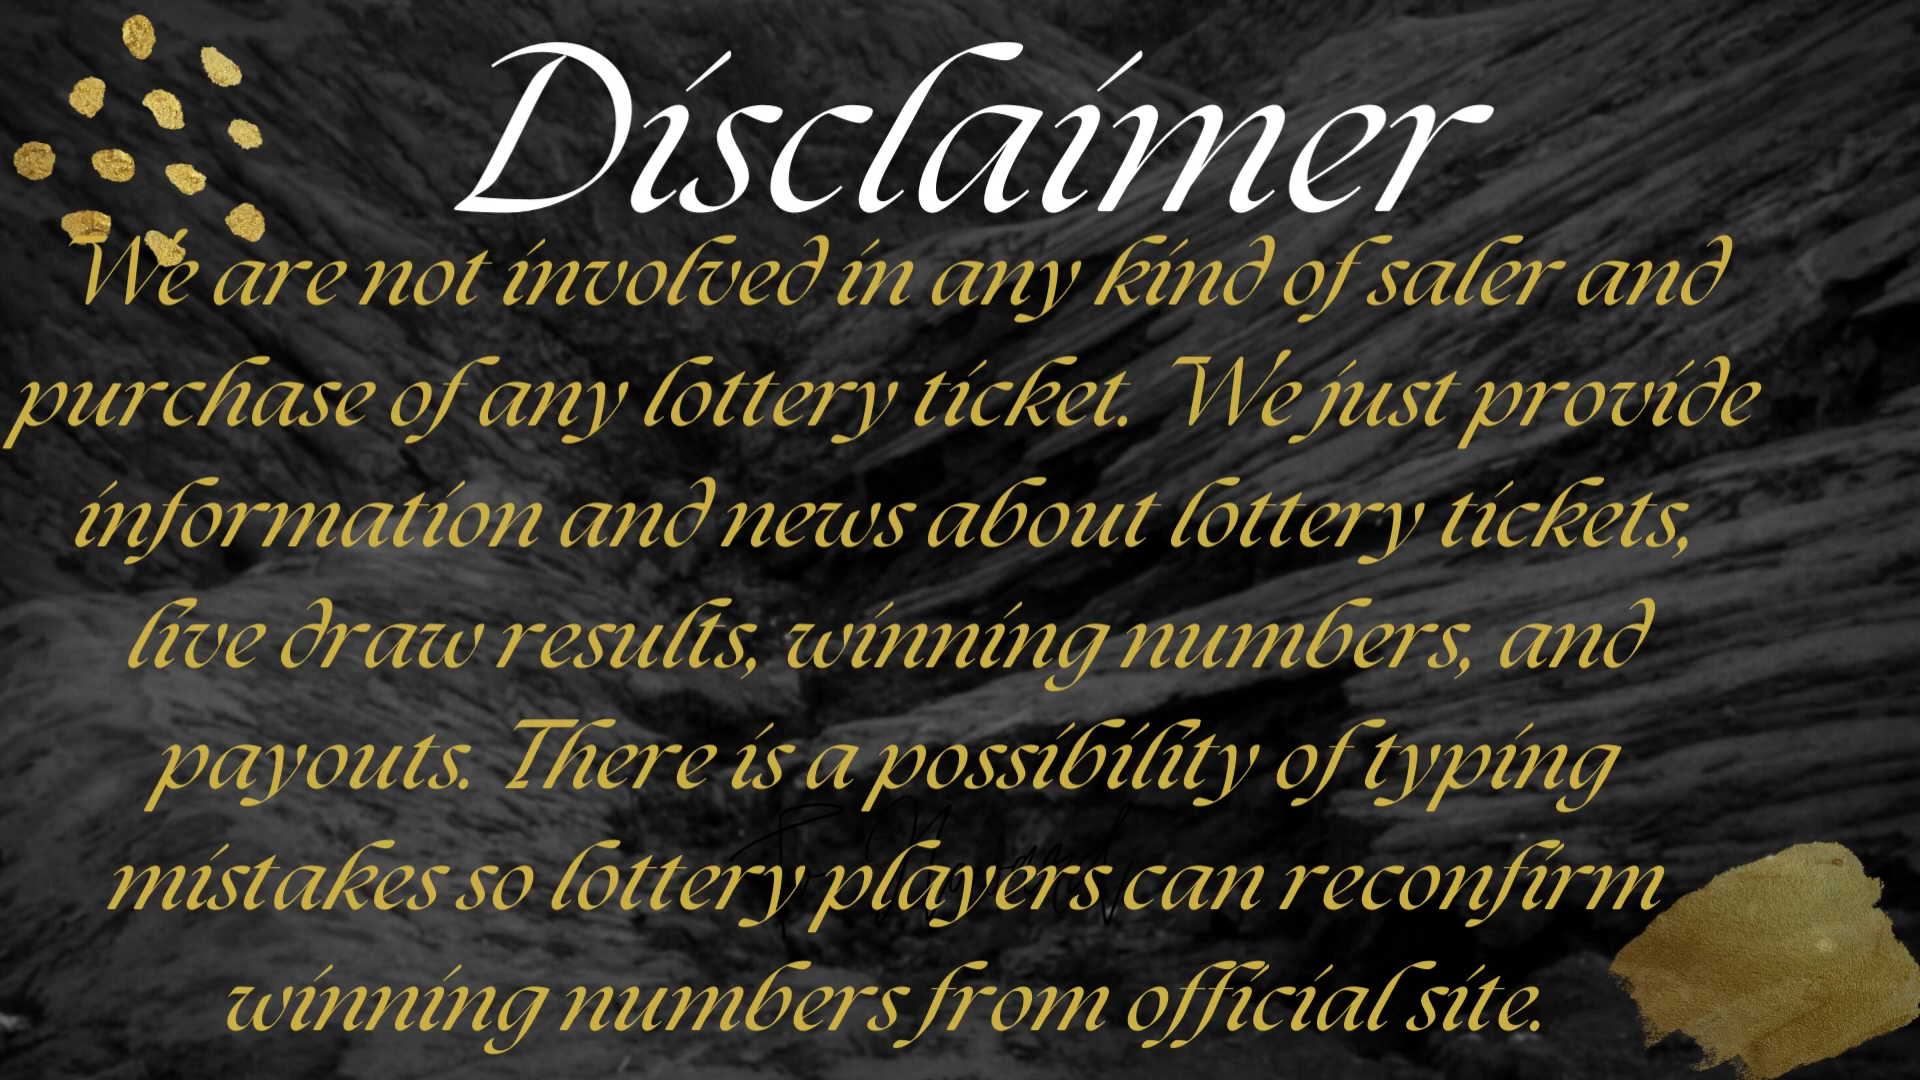 Disclaimer
We are not involved in any kind of saler and
purchase of any lottery ticket. We just provide
information and news about lottery tickets,
live draw results, winning numbers, and
payouts. There is a possibility of typing
mistakes so lottery players can reconfirm
winning numbers from official site.